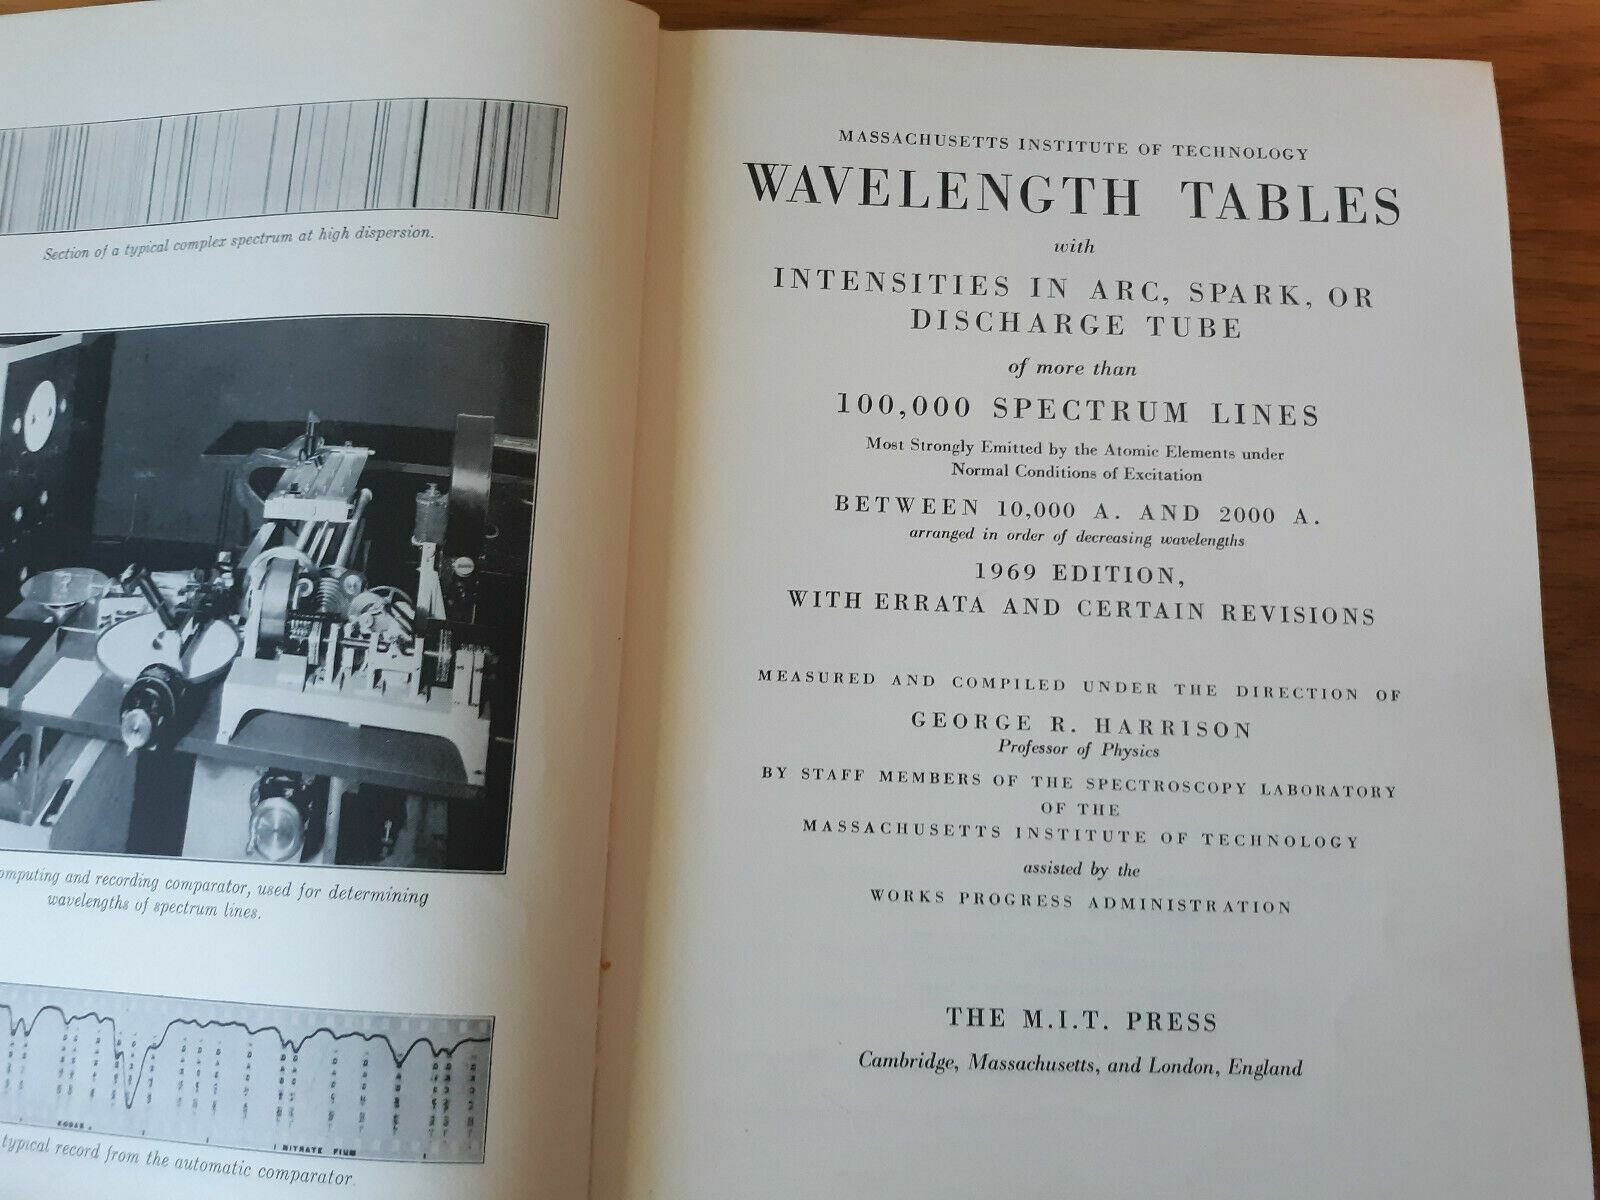 Section of a typical complex spectrum at high dispersion.
omputing and recording comparator, used for determining
wavelengths of spectrum lines.
KODAK
NITRATE FILM
typical record from the automatic comparator.
MASSACHUSETTS INSTITUTE OF TECHNOLOGY
WAVELENGTH TABLES
with
INTENSITIES IN ARC, SPARK, OR
DISCHARGE TUBE
of more than
100,000 SPECTRUM LINES
Most Strongly Emitted by the Atomic Elements under
Normal Conditions of Excitation
BETWEEN 10,000 A. AND 2000 A.
arranged in order of decreasing wavelengths
1969 EDITION,
WITH ERRATA AND CERTAIN REVISIONS
MEASURED AND COMPILED UNDER THE DIRECTION OF
GEORGE R. HARRISON
Professor of Physics
BY STAFF MEMBERS OF THE SPECTROSCOPY LABORATORY
OF THE
MASSACHUSETTS INSTITUTE OF TECHNOLOGY
assisted by the
WORKS PROGRESS ADMINISTRATION
THE M.I.T. PRESS
Cambridge, Massachusetts, and London, England